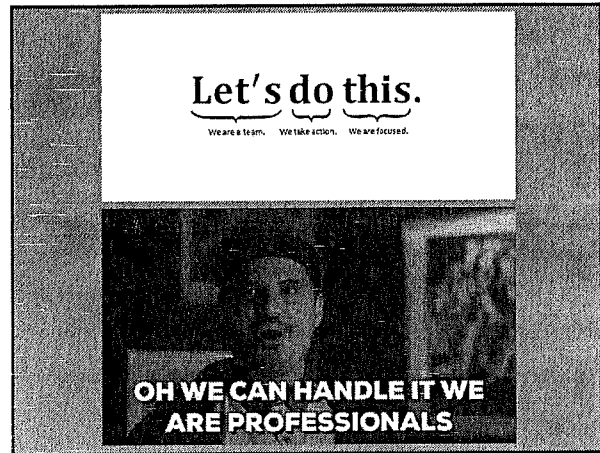 Let's do this.
We are a team. We take action. We are focused.
OH WE CAN HANDLE IT WE
ARE PROFESSIONALS